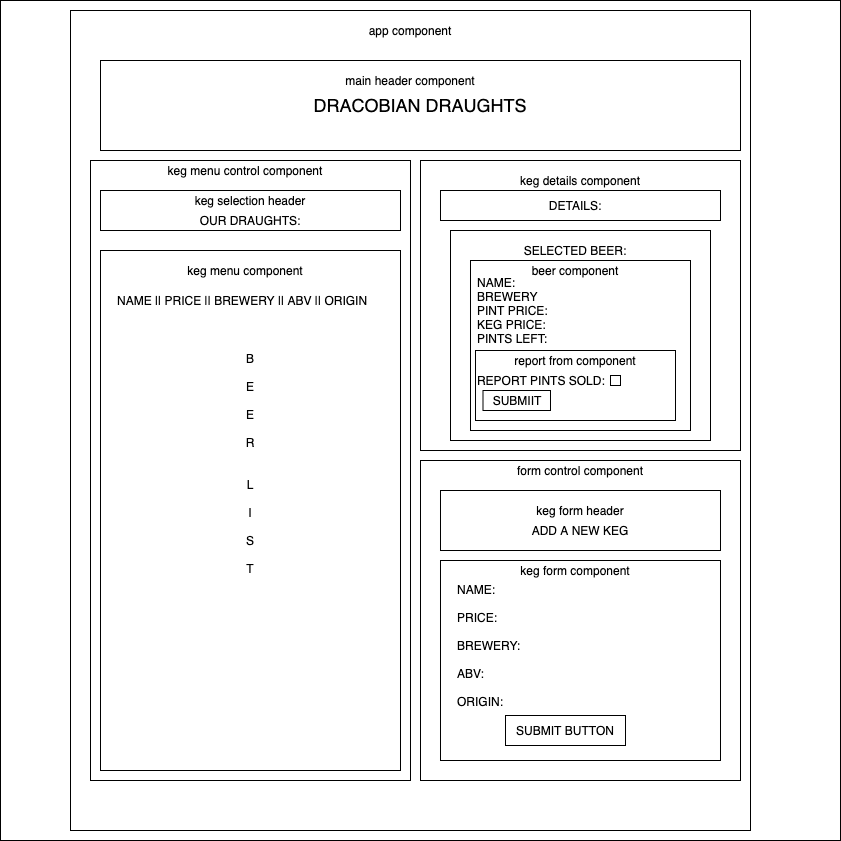 app component
main header component
DRACOBIAN DRAUGHTS
keg menu control component
keg selection header
OUR DRAUGHTS:
keg menu component
NAME || PRICE || BREWERY || ABV || ORIGIN
B
E
E
R
L
I
S
T
keg details component
DETAILS:
SELECTED BEER:
beer component
NAME:
BREWERY
PINT PRICE:
KEG PRICE:
PINTS LEFT:
report from component
REPORT PINTS SOLD:
SUBMIIT
form control component
keg form header
ADD A NEW KEG
keg form component
NAME:
PRICE:
BREWERY:
ABV:
ORIGIN:
SUBMIT BUTTON